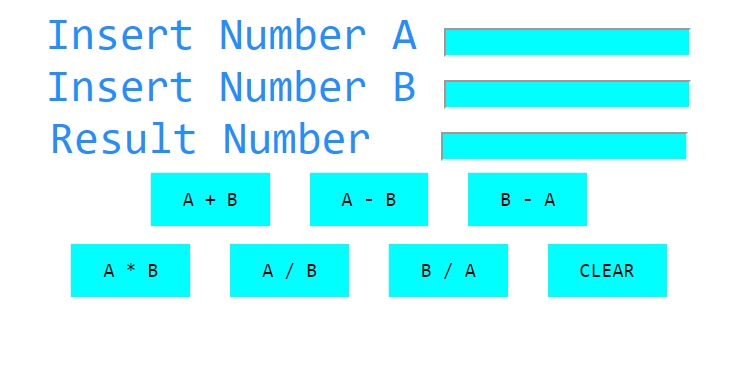 Insert Number A
Insert Number B
Result Number
A + B A - B B - A
A * B A / B B / A CLEAR